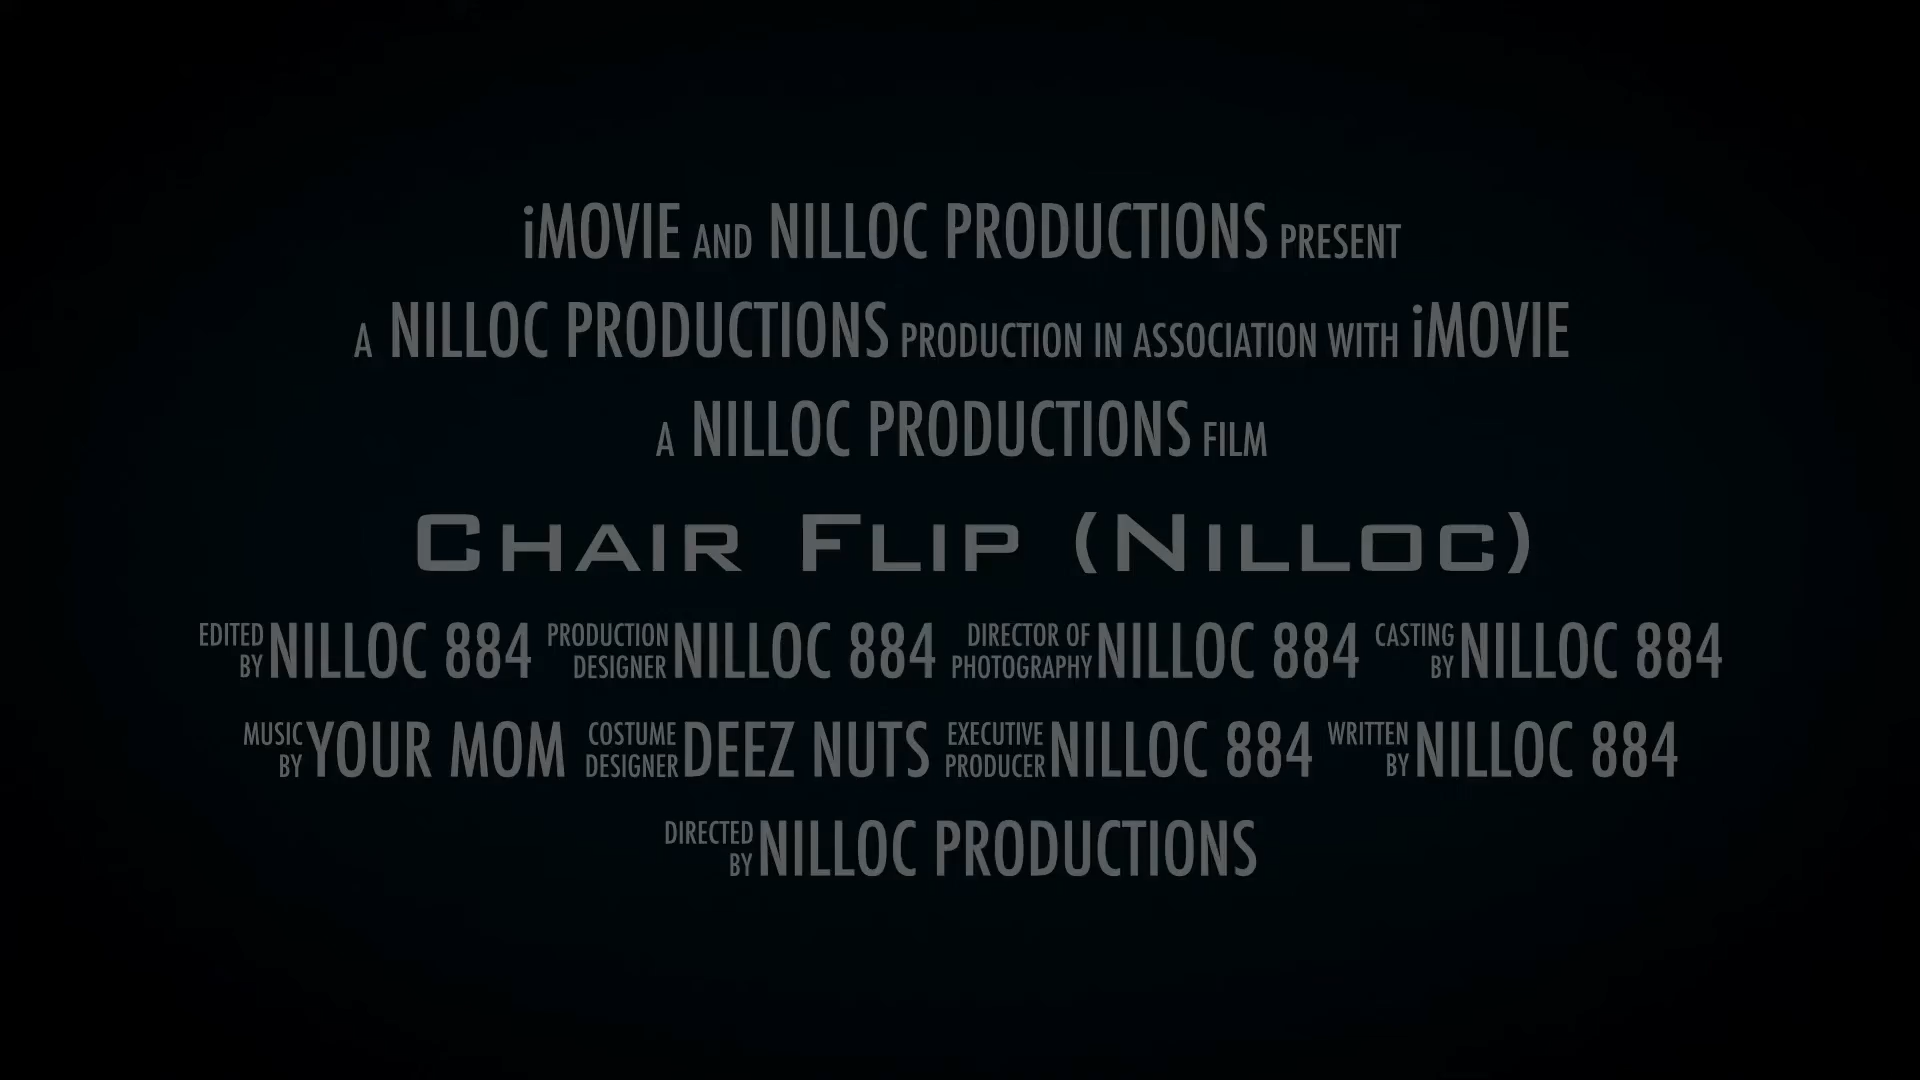 iMOVIE AND NILLOC PRODUCTIONS PRESENT
A NILLOC PRODUCTIONS PRODUCTION IN ASSOCIATION WITH iMOVIE
A NILLOC PRODUCTIONS FILM
CHAIR FLIP (NILLOC)
EDITED BY NILLOC 884 PRODUCTION DESIGNER NILLOC 884 DIRECTOR OF PHOTOGRAPHY NILLOC 884 CASTING BY NILLOC 884
MUSIC BY YOUR MOM COSTUME DESIGNER DEEZ NUTS EXECUTIVE PRODUCER NILLOC 884 WRITTEN BY NILLOC 884
DIRECTED BY NILLOC PRODUCTIONS